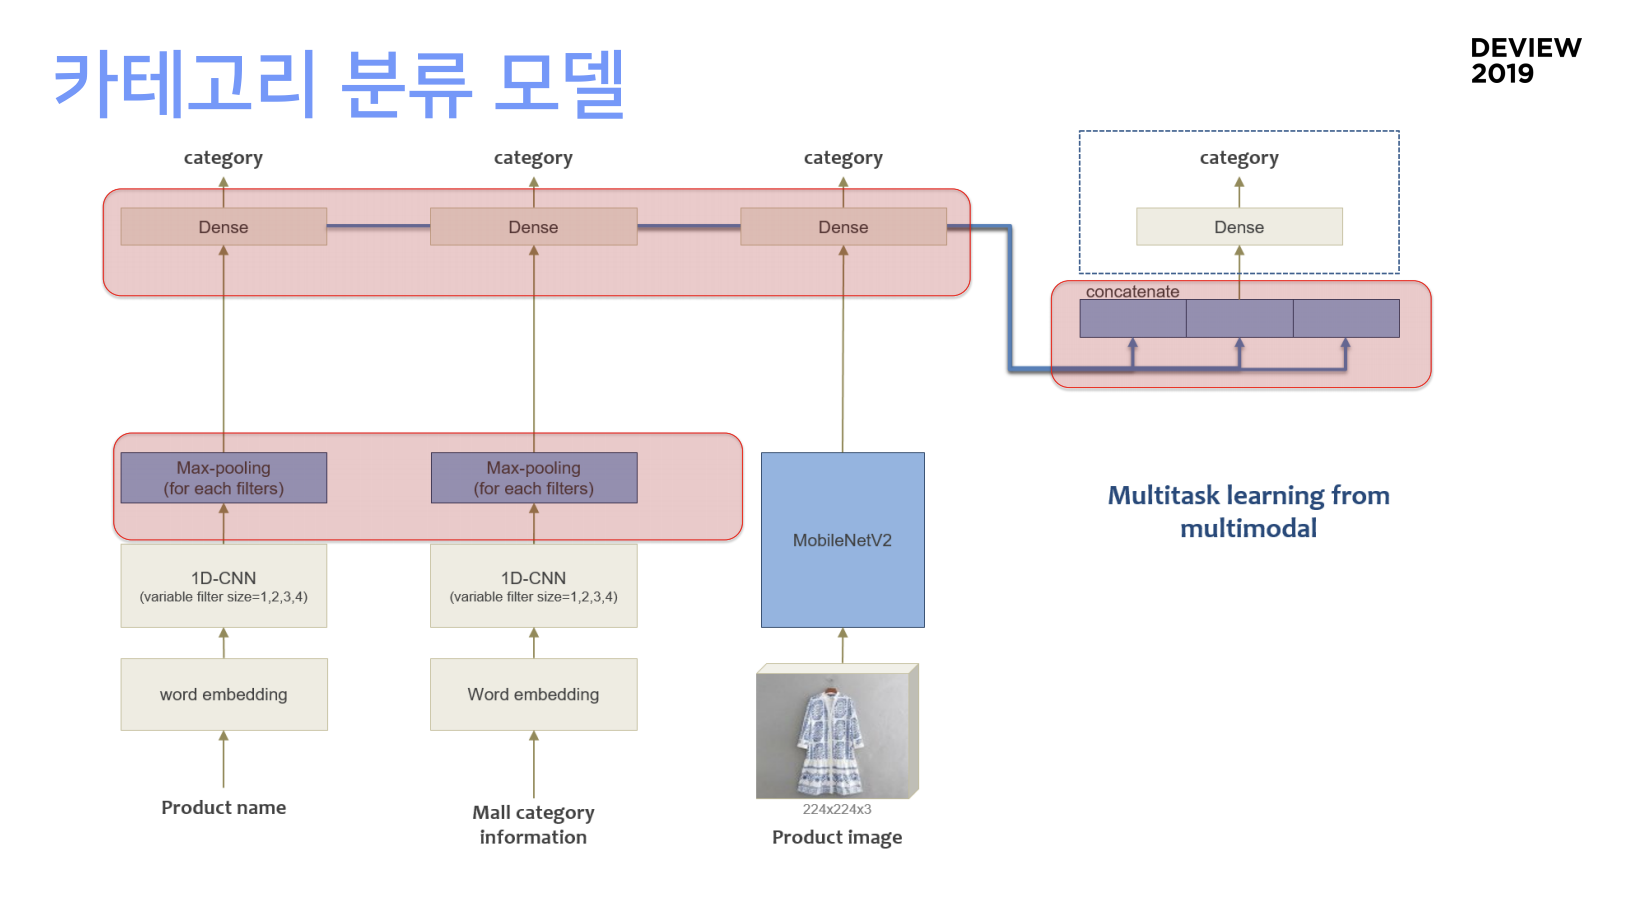 카테고리 분류 모델
DEVIEW
2019
category
category
category
category
Dense
Dense
Dense
Dense
concatenate
Max-pooling
(for each filters)
Max-pooling
(for each filters)
MobileNetV2
Multitask learning from
multimodal
1D-CNN
(variable filter size=1,2,3,4)
1D-CNN
(variable filter size=1,2,3,4)
word embedding
Word embedding
224x224x3
Product name
Mall category
information
Product image